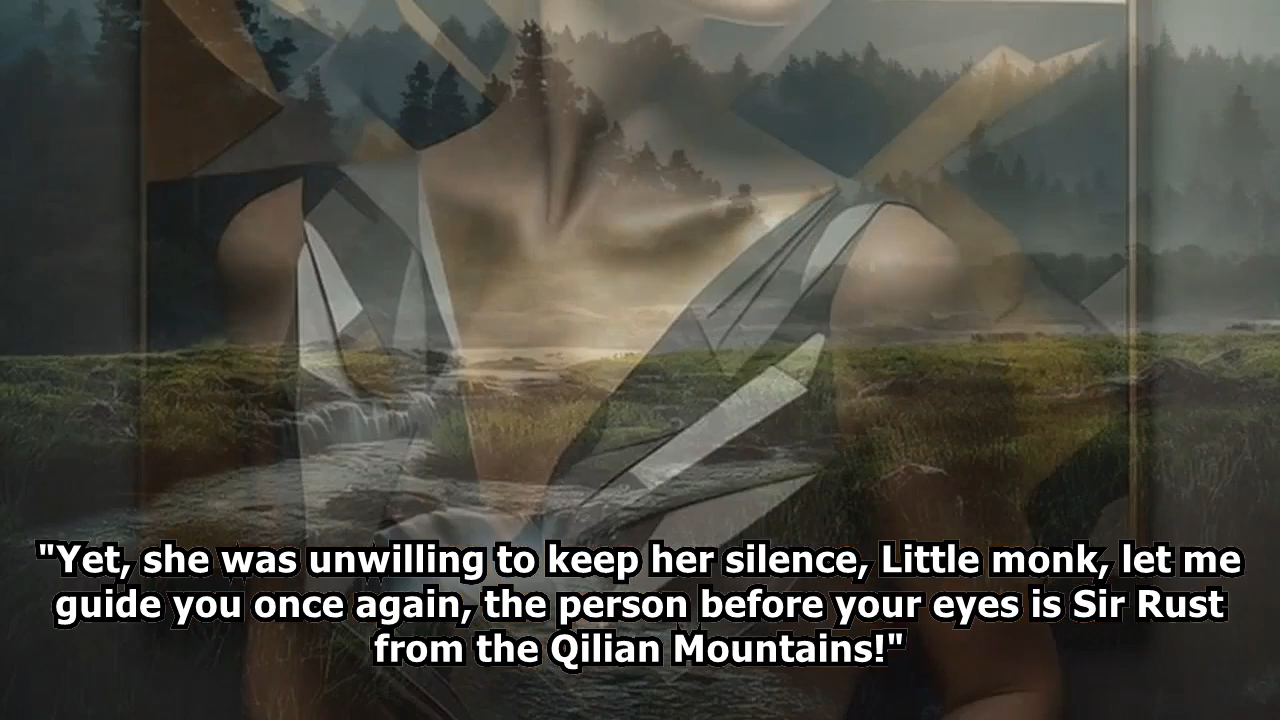 "Yet, she was unwilling to keep her silence, Little monk, let me
guide you once again, the person before your eyes is Sir Rust
from the Qilian Mountains!"